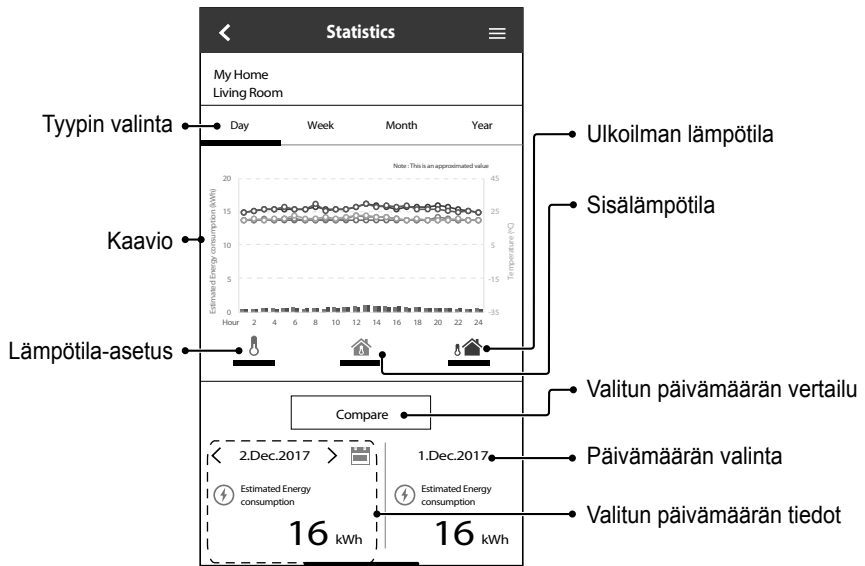 Statistics
My Home
Living Room
Tyypin valinta
Day Week Month Year
Ulkoilman lämpötila
Note : This is an approximated value
20 45
Sisälämpötila
15 25
Kaavio
Estimated Energy consumption (kWh)
Temperature (°C)
10 5
5 -15
0 -35
Hour 2 4 6 8 10 12 14 16 18 20 22 24
Lämpötila-asetus
Valitun päivämäärän vertailu
Compare
2.Dec.2017 1.Dec.2017
Päivämäärän valinta
Estimated Energy
consumption
Estimated Energy
consumption
Valitun päivämäärän tiedot
16 kWh 16 kWh